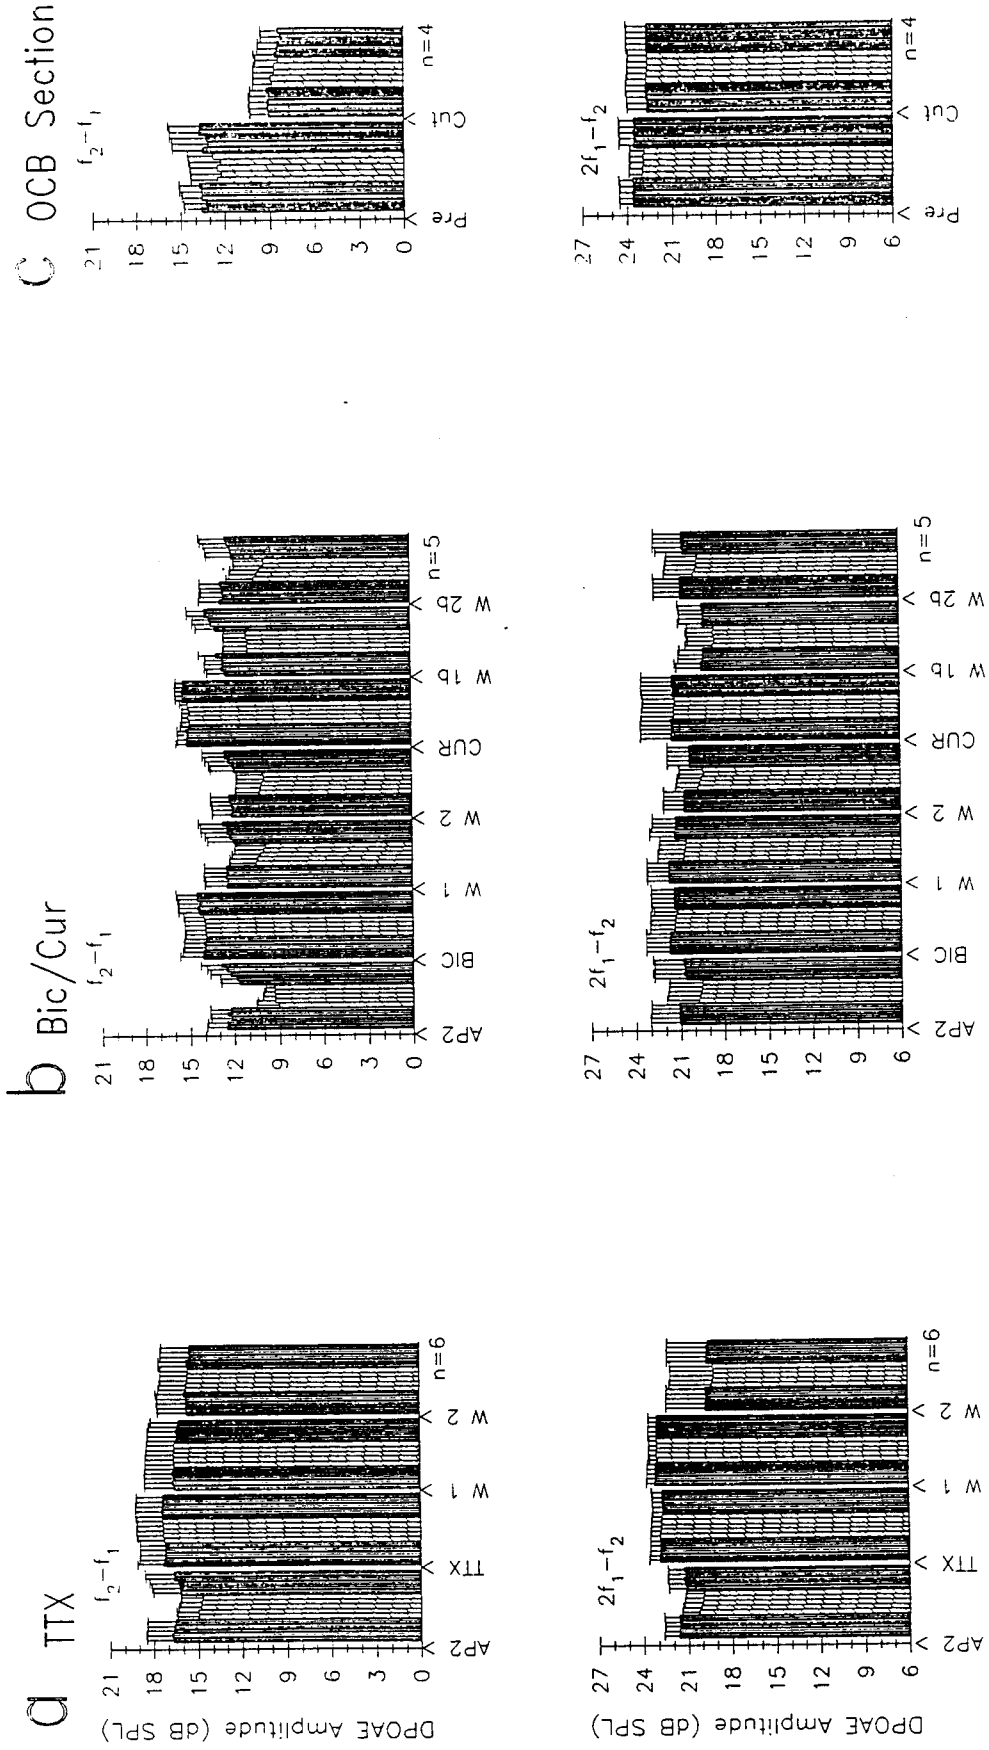 a TTX
f₂-f₁
DPOAE Amplitude (dB SPL)
21
18
15
12
9
6
3
0
AP2 TTX W 1 W 2
n=6
2f₁-f₂
DPOAE Amplitude (dB SPL)
27
24
21
18
15
12
9
6
AP2 TTX W 1 W 2
n=6
b Bic/Cur
f₂-f₁
21
18
15
12
9
6
3
0
AP2 BIC W 1 W 2 CUR W 1b W 2b
n=5
2f₁-f₂
27
24
21
18
15
12
9
6
AP2 BIC W 1 W 2 CUR W 1b W 2b
n=5
c OCB Section
f₂-f₁
21
18
15
12
9
6
3
0
Pre Cut
n=4
2f₁-f₂
27
24
21
18
15
12
9
6
Pre Cut
n=4